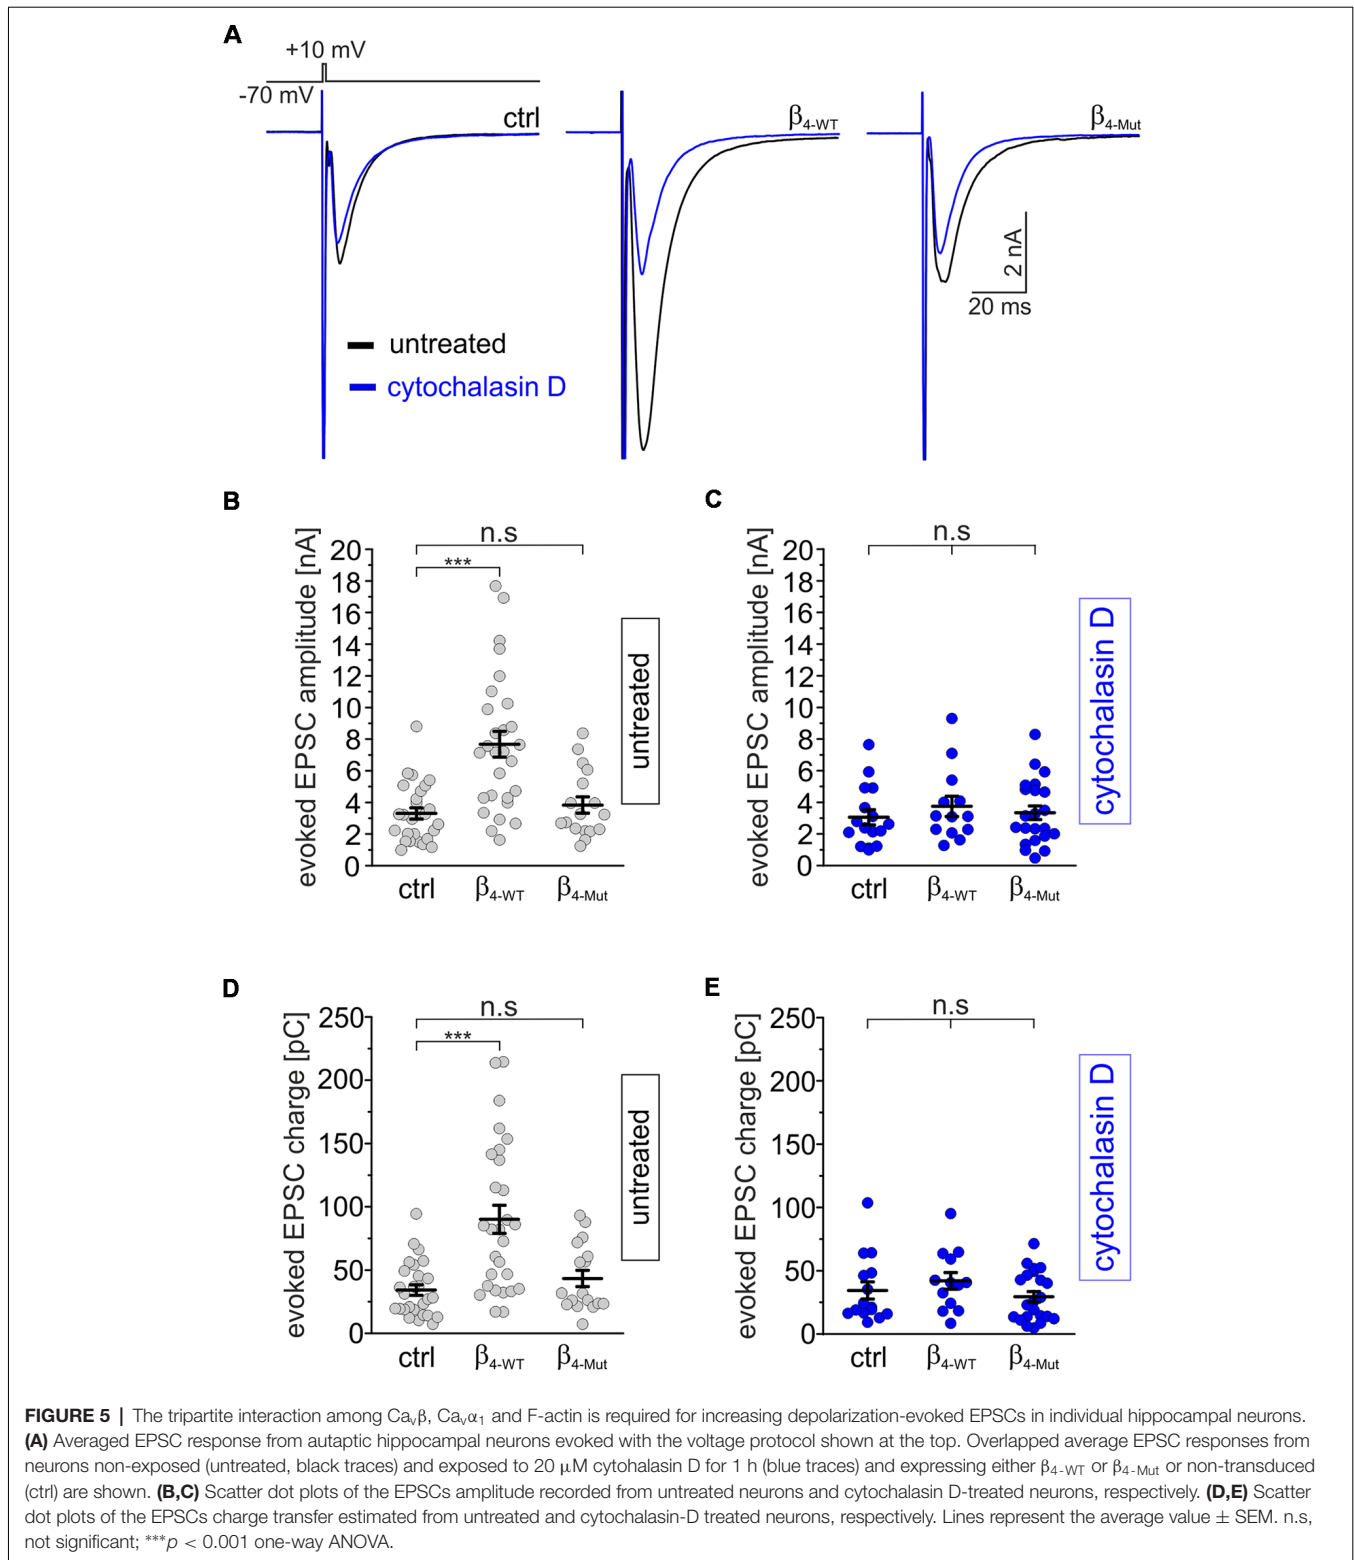 A
+10 mV
-70 mV
ctrl
β4-WT
β4-Mut
2 nA
20 ms
untreated
cytochalasin D
B
n.s
***
evoked EPSC amplitude [nA]
20
18
16
14
12
10
8
6
4
2
0
ctrl
β4-WT
β4-Mut
untreated
C
n.s
evoked EPSC amplitude [nA]
20
18
16
14
12
10
8
6
4
2
0
ctrl
β4-WT
β4-Mut
cytochalasin D
D
n.s
***
evoked EPSC charge [pC]
250
200
150
100
50
0
ctrl
β4-WT
β4-Mut
untreated
E
n.s
evoked EPSC charge [pC]
250
200
150
100
50
0
ctrl
β4-WT
β4-Mut
cytochalasin D
FIGURE 5 | The tripartite interaction among Cavβ, Cavα1 and F-actin is required for increasing depolarization-evoked EPSCs in individual hippocampal neurons.
(A) Averaged EPSC response from autaptic hippocampal neurons evoked with the voltage protocol shown at the top. Overlapped average EPSC responses from
neurons non-exposed (untreated, black traces) and exposed to 20 μM cytohalasin D for 1 h (blue traces) and expressing either β4-WT or β4-Mut or non-transduced
(ctrl) are shown. (B,C) Scatter dot plots of the EPSCs amplitude recorded from untreated neurons and cytochalasin D-treated neurons, respectively. (D,E) Scatter
dot plots of the EPSCs charge transfer estimated from untreated and cytochalasin-D treated neurons, respectively. Lines represent the average value ± SEM. n.s,
not significant; ***p < 0.001 one-way ANOVA.